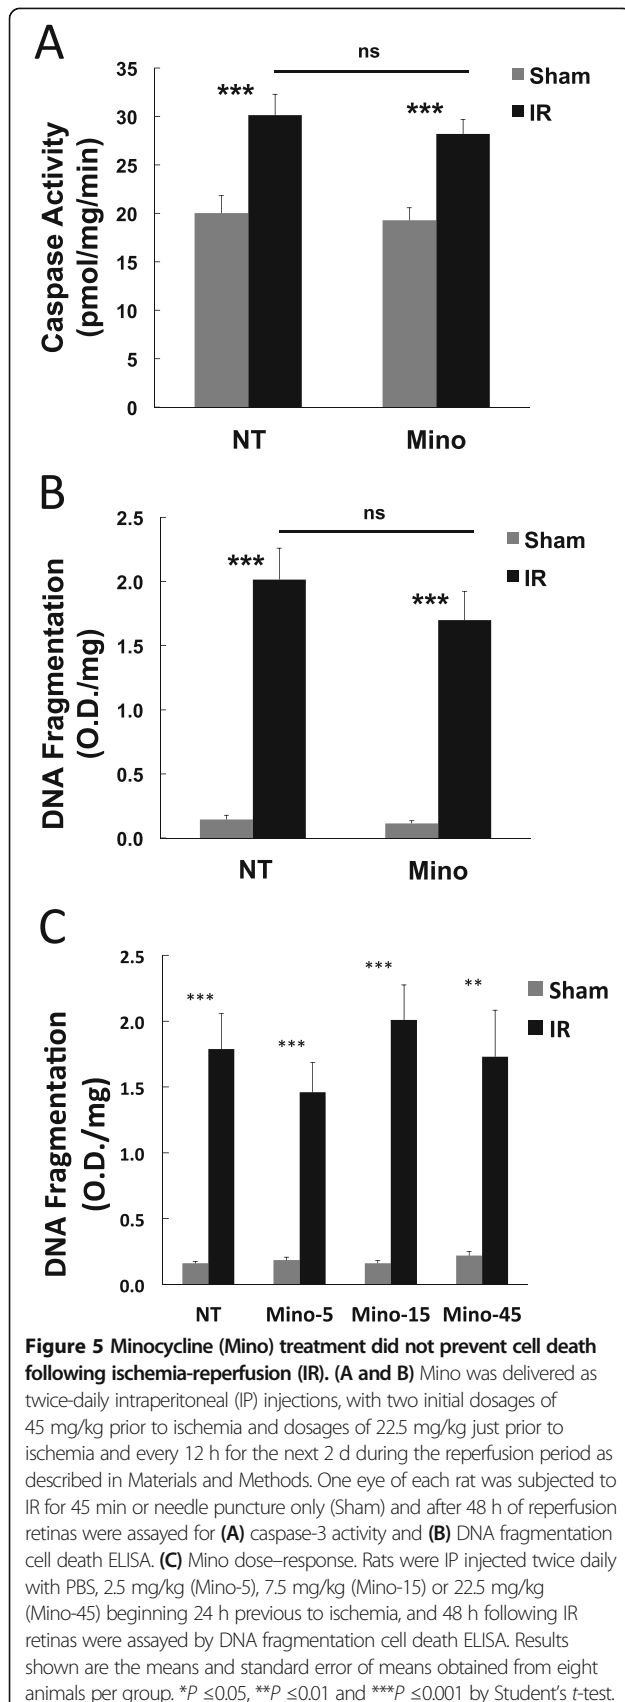 A
ns
35
30
25
20
15
10
5
0
Caspase Activity
(pmol/mg/min)
***
***
Sham
IR
NT Mino
B
ns
2.5
2.0
1.5
1.0
0.5
0.0
DNA Fragmentation
(O.D./mg)
***
***
Sham
IR
NT Mino
C
2.5
2.0
1.5
1.0
0.5
0.0
DNA Fragmentation
(O.D./mg)
***
***
***
**
Sham
IR
NT Mino-5 Mino-15 Mino-45
Figure 5 Minocycline (Mino) treatment did not prevent cell death
following ischemia-reperfusion (IR). (A and B) Mino was delivered as
twice-daily intraperitoneal (IP) injections, with two initial dosages of
45 mg/kg prior to ischemia and dosages of 22.5 mg/kg just prior to
ischemia and every 12 h for the next 2 d during the reperfusion period as
described in Materials and Methods. One eye of each rat was subjected to
IR for 45 min or needle puncture only (Sham) and after 48 h of reperfusion
retinas were assayed for (A) caspase-3 activity and (B) DNA fragmentation
cell death ELISA. (C) Mino dose–response. Rats were IP injected twice daily
with PBS, 2.5 mg/kg (Mino-5), 7.5 mg/kg (Mino-15) or 22.5 mg/kg
(Mino-45) beginning 24 h previous to ischemia, and 48 h following IR
retinas were assayed by DNA fragmentation cell death ELISA. Results
shown are the means and standard error of means obtained from eight
animals per group. *P ≤0.05, **P ≤0.01 and ***P ≤0.001 by Student's t-test.